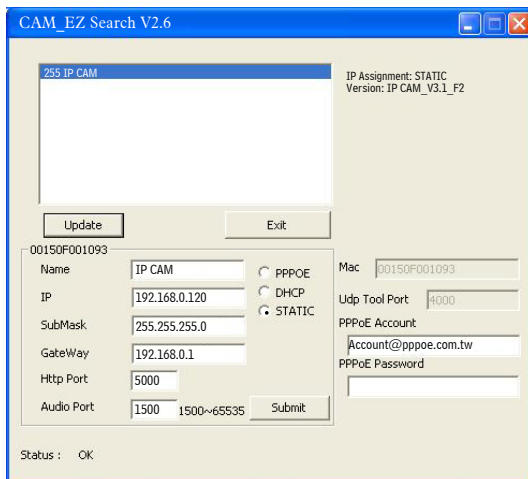 CAM_EZ Search V2.6
255 IP CAM
IP Assignment: STATIC
Version: IP CAM_V3.1_F2
Update
Exit
00150F001093
Name
IP CAM
IP
192.168.0.120
SubMask
255.255.255.0
GateWay
192.168.0.1
Http Port
5000
Audio Port
1500
1500~65535
PPPOE
DHCP
STATIC
Submit
Mac
00150F001093
Udp Tool Port
4000
PPPoE Account
Account@pppoe.com.tw
PPPoE Password
Status : OK